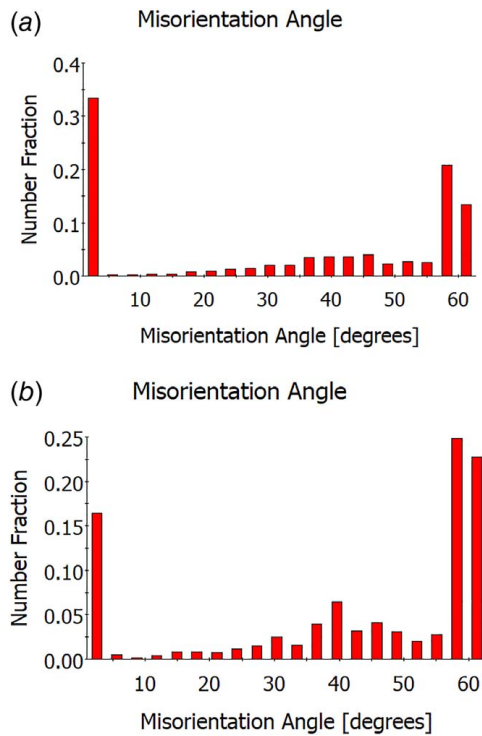 (a) Misorientation Angle
0.4
0.3
0.2
0.1
0.0
Number Fraction
10 20 30 40 50 60
Misorientation Angle [degrees]
(b) Misorientation Angle
0.25
0.20
0.15
0.10
0.05
0.00
Number Fraction
10 20 30 40 50 60
Misorientation Angle [degrees]